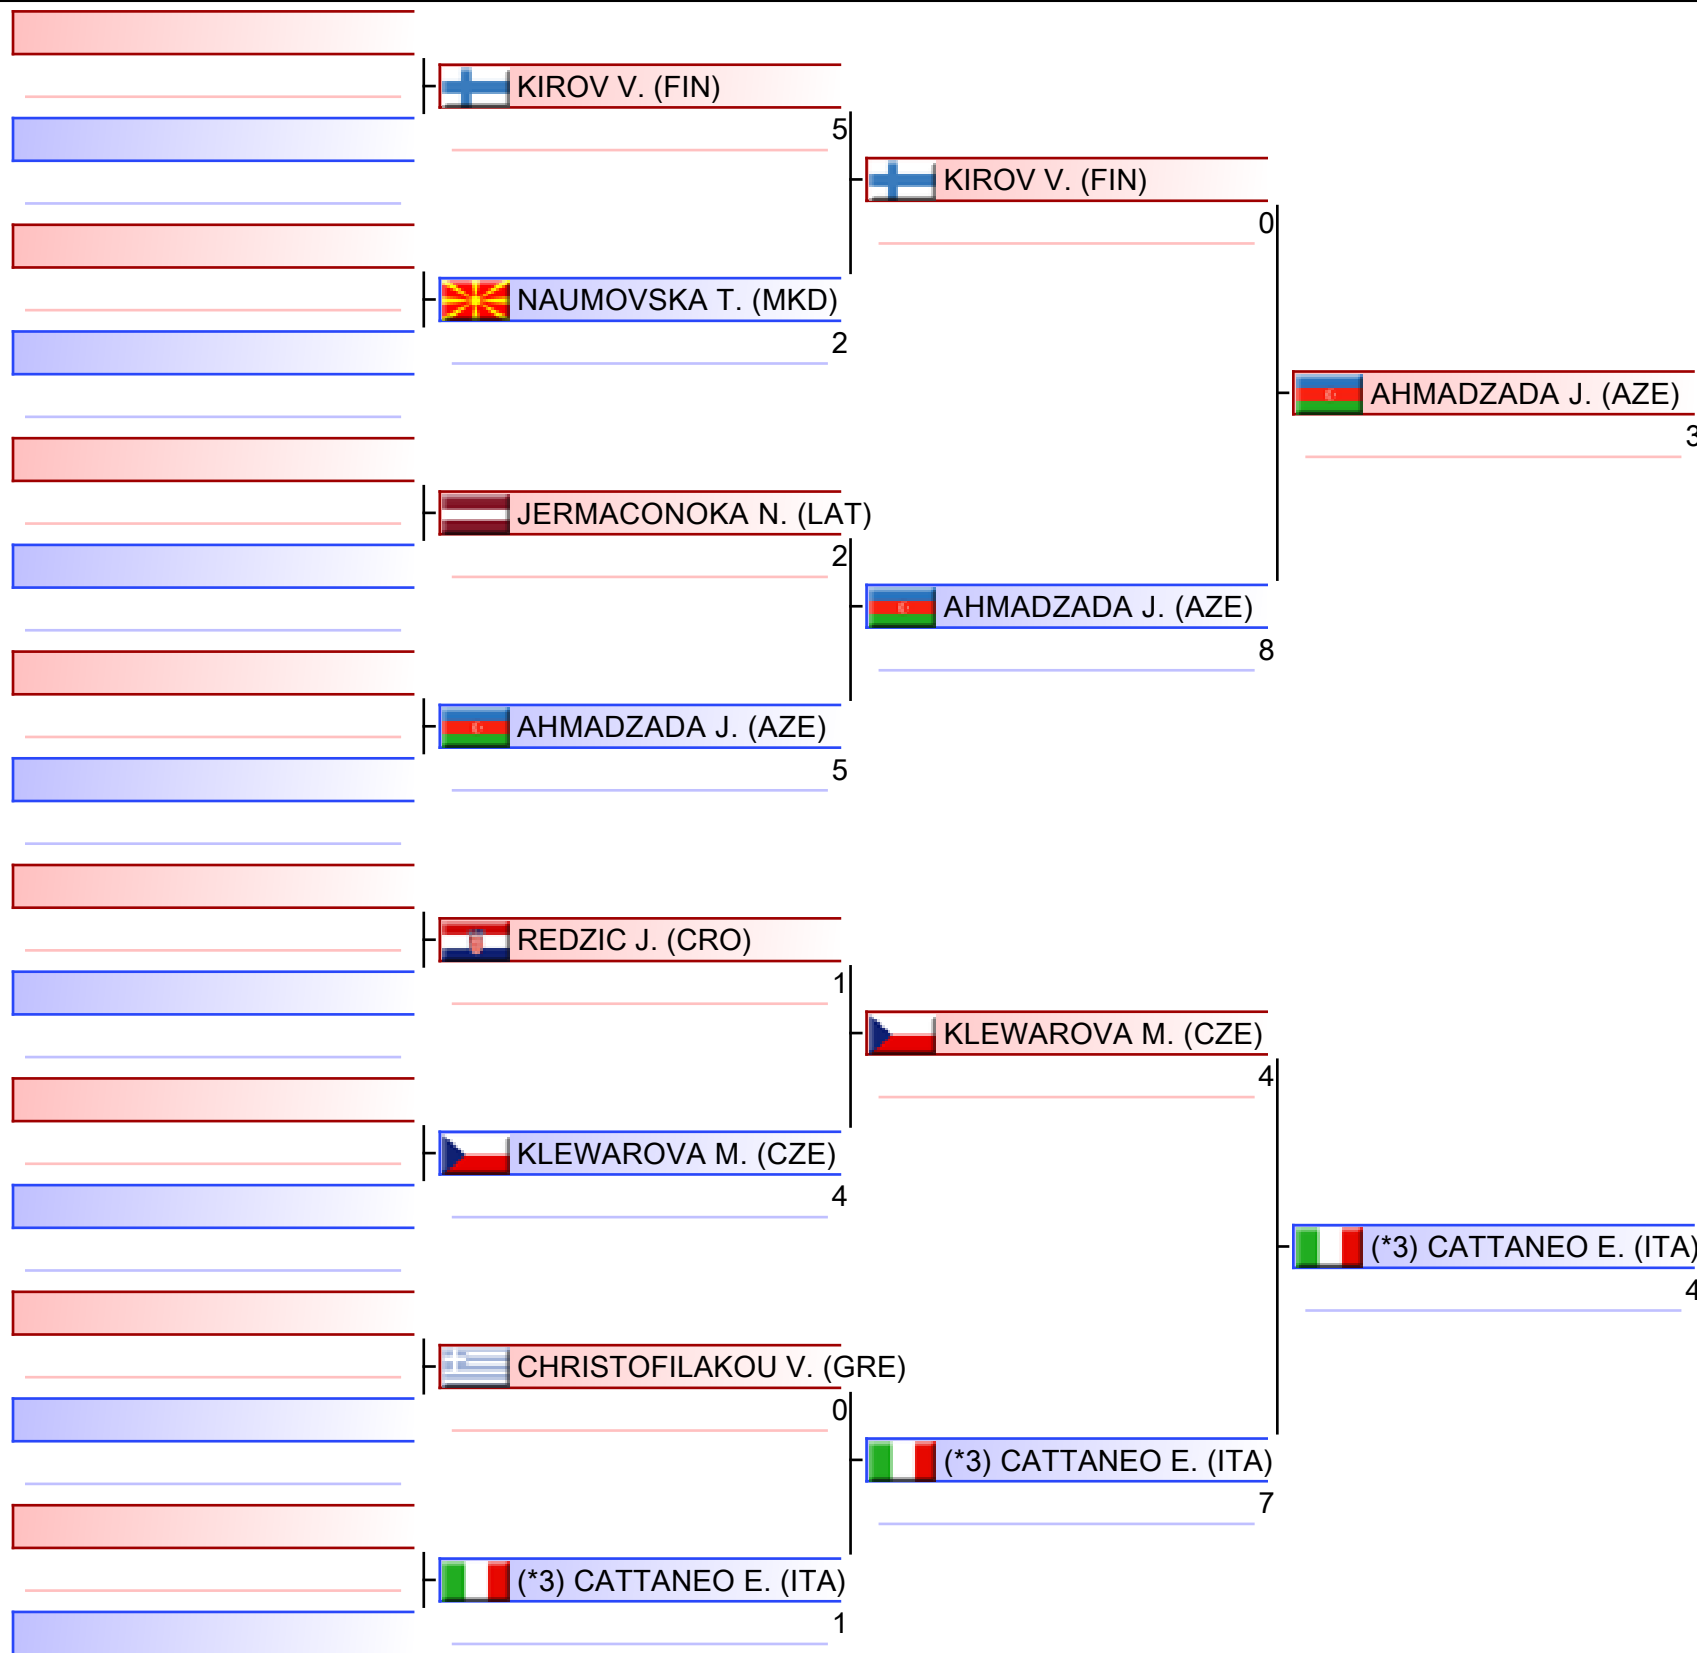 KIROV V. (FIN)
5
KIROV V. (FIN)
0
NAUMOVSKA T. (MKD)
2
AHMADZADA J. (AZE)
3
JERMACONOKA N. (LAT)
2
AHMADZADA J. (AZE)
8
AHMADZADA J. (AZE)
5
REDZIC J. (CRO)
1
KLEWAROVA M. (CZE)
4
KLEWAROVA M. (CZE)
4
(*3) CATTANEO E. (ITA)
4
CHRISTOFILAKOU V. (GRE)
0
(*3) CATTANEO E. (ITA)
7
(*3) CATTANEO E. (ITA)
1